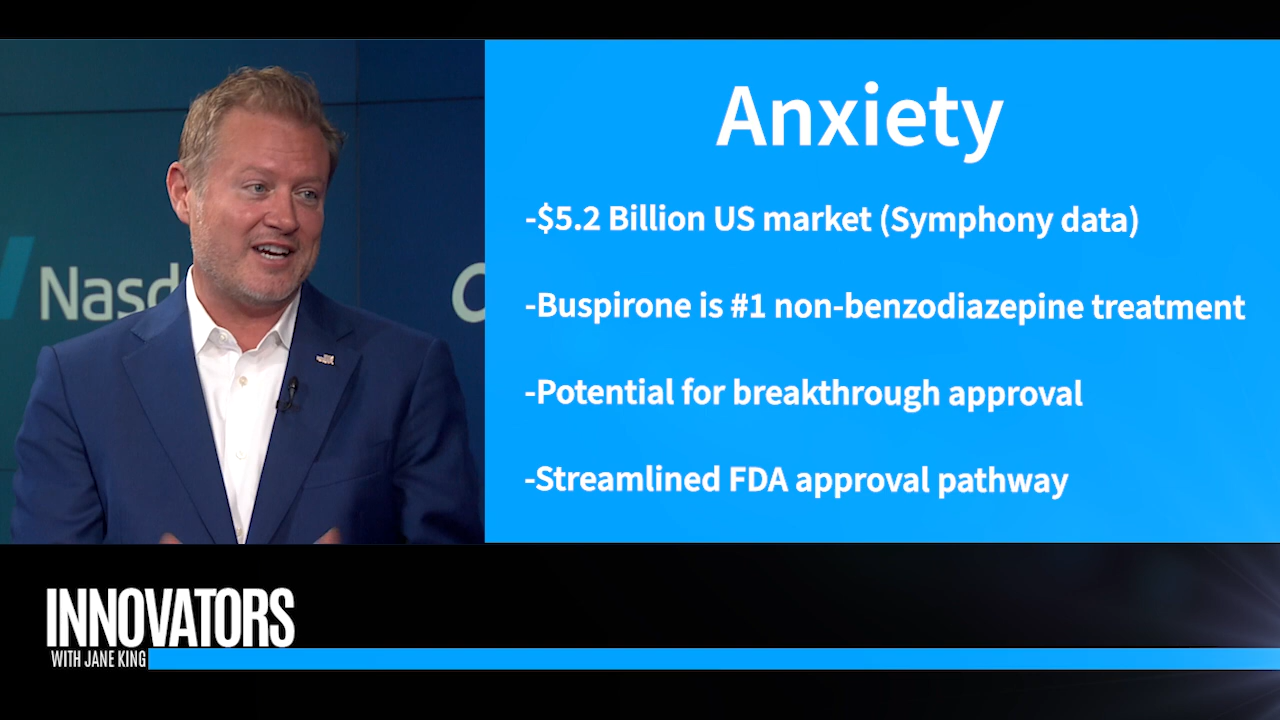 Anxiety
-$5.2 Billion US market (Symphony data)
-Buspirone is #1 non-benzodiazepine treatment
-Potential for breakthrough approval
-Streamlined FDA approval pathway
INNOVATORS
WITH JANE KING